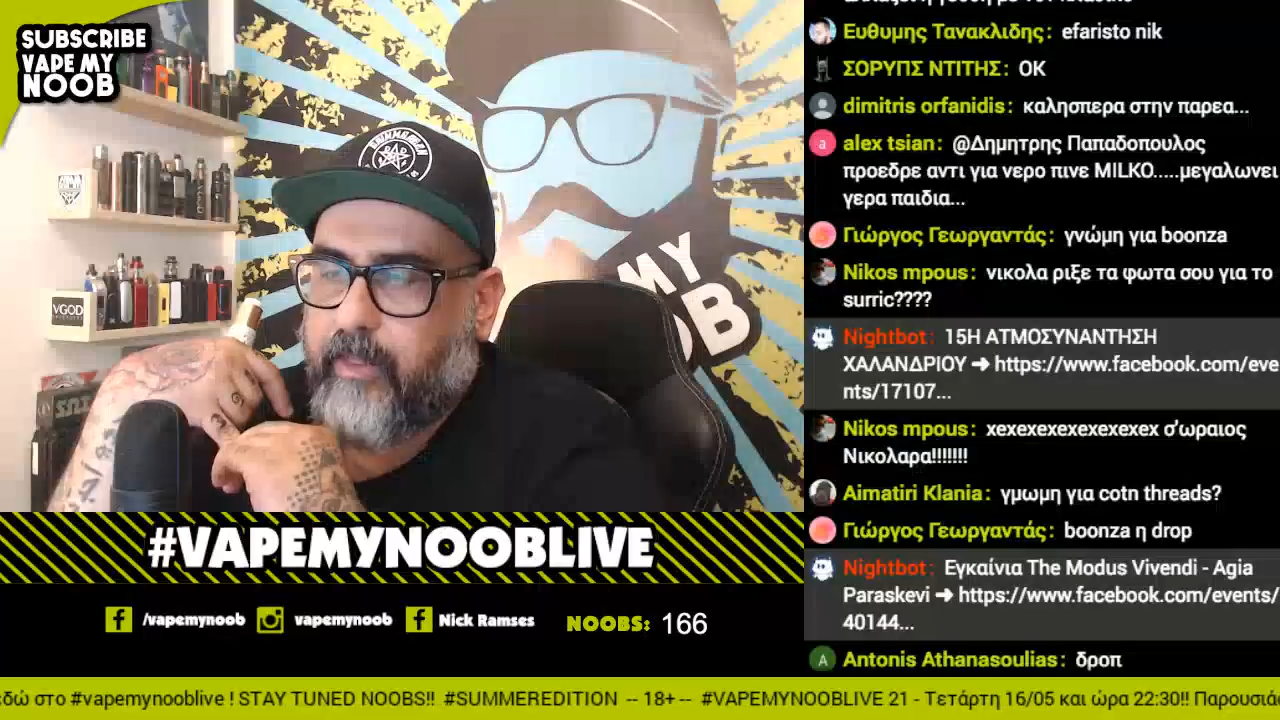 SUBSCRIBE
VAPE MY
NOOB
VGOD
MY
#VAPEMYNOOBLIVE
/vapemynoob vapemynoob Nick Ramses NOOBS: 166
Ευθυμης Τανακλιδης: efaristo nik
ΣΟΡΥΠΣ ΝΤΙΤΗΣ: ΟΚ
dimitris orfanidis: καλησπερα στην παρεα...
alex tsian: @Δημητρης Παπαδοπουλος
προεδρε αντι για νερο πινε MILKO.....μεγαλωνει
γερα παιδια...
Γιώργος Γεωργαντάς: γνώμη για boonza
Nikos mpous: νικολα ριξε τα φωτα σου για το
surric????
Nightbot: 15Η ΑΤΜΟΣΥΝΑΝΤΗΣΗ
ΧΑΛΑΝΔΡΙΟΥ ➜ https://www.facebook.com/eve
nts/17107...
Nikos mpous: xexexexexexexex σ'ωραιος
Νικολαρα!!!!!!!
Aimatiri Klania: γμωμη για cotn threads?
Γιώργος Γεωργαντάς: boonza η drop
Nightbot: Εγκαίνια The Modus Vivendi - Agia
Paraskevi ➜ https://www.facebook.com/events/
40144...
Antonis Athanasoulias: δροπ
εδώ στο #vapemynooblive ! STAY TUNED NOOBS!! #SUMMEREDITION -- 18+ -- #VAPEMYNOOBLIVE 21 - Τετάρτη 16/05 και ώρα 22:30!! Παρουσιά